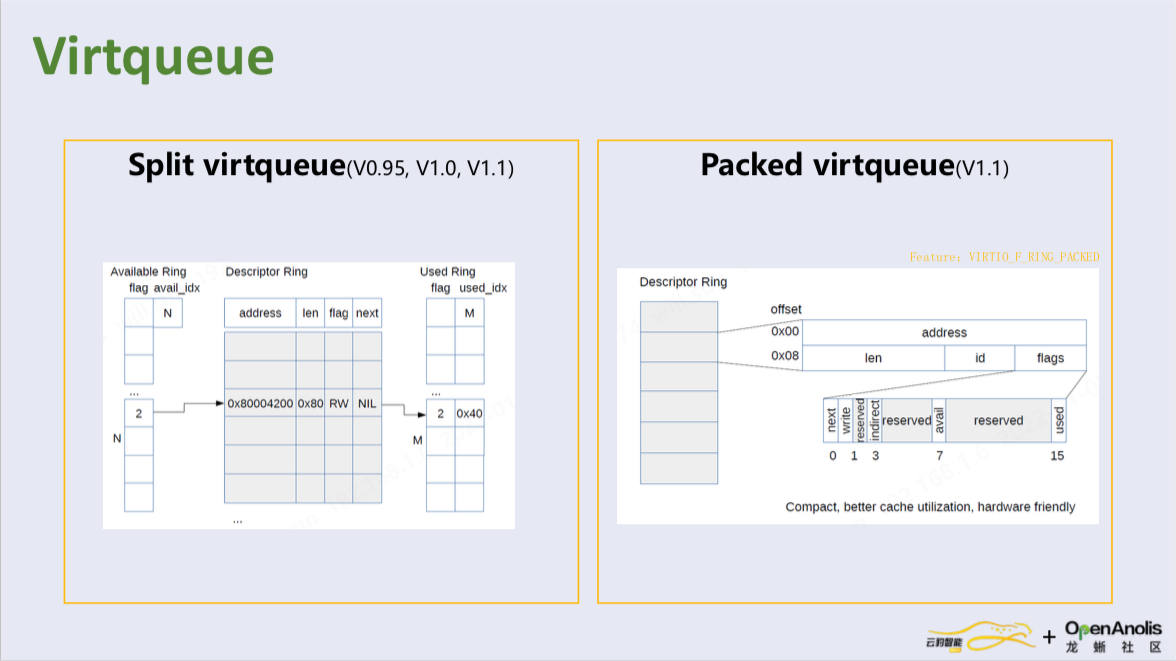 Virtqueue
Split virtqueue(V0.95, V1.0, V1.1)
Available Ring
flag avail_idx
N
...
2
N
Descriptor Ring
address len flag next
0x80004200 0x80 RW NIL
...
Used Ring
flag used_idx
M
...
2 0x40
M
Packed virtqueue(V1.1)
Feature: VIRTIO_F_RING_PACKED
Descriptor Ring
offset
0x00 address
0x08 len id flags
next write reserved indirect reserved avail reserved used
0 1 3 7 15
Compact, better cache utilization, hardware friendly
云豹智能 + OpenAnolis
龙蜥社区